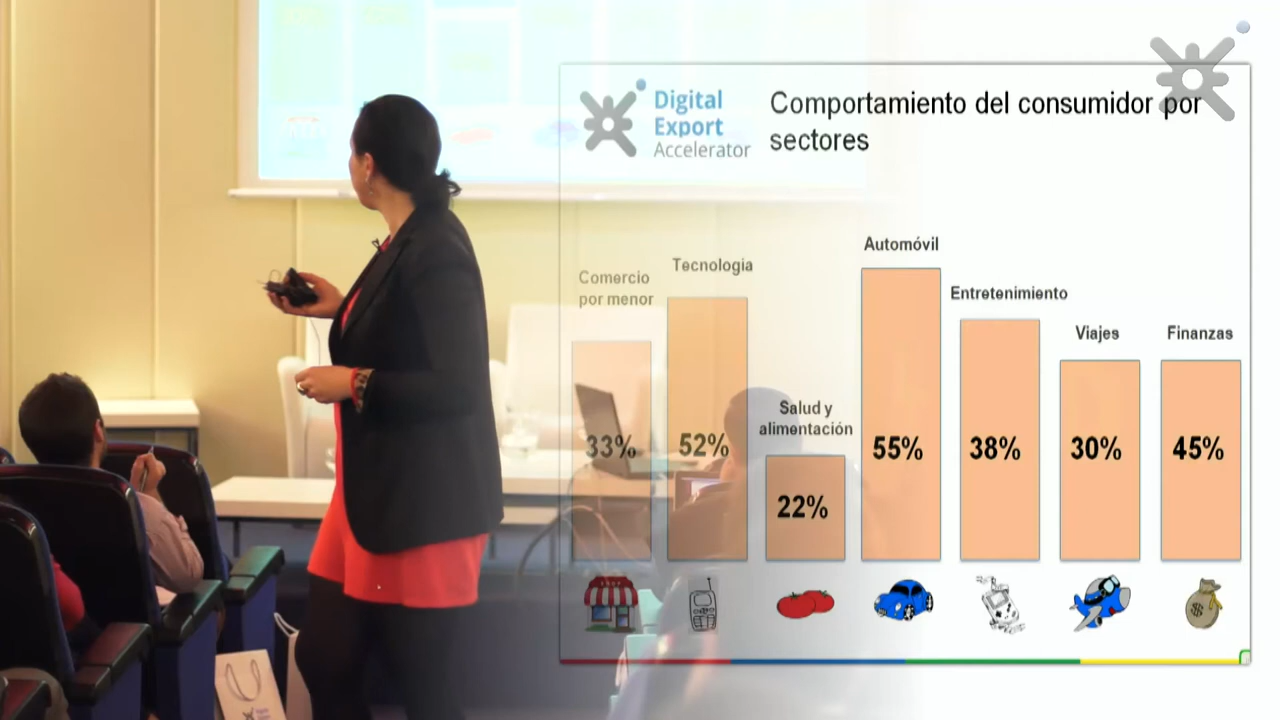 Digital
Export
Accelerator
Comportamiento del consumidor por
sectores
Comercio
por menor
Tecnologia
Salud y
alimentación
Automóvil
Entretenimiento
Viajes
Finanzas
33%
52%
22%
55%
38%
30%
45%